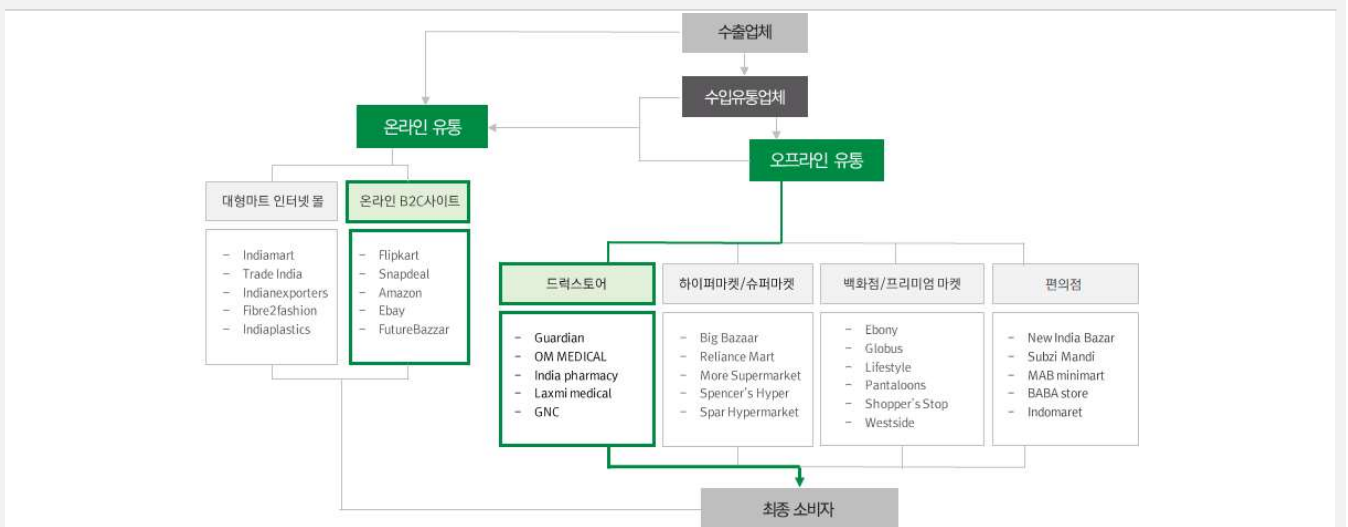 수출업체
수입유통업체
온라인 유통
오프라인 유통
대형마트 인터넷 몰
온라인 B2C사이트
– Indiamart
– Trade India
– Indianexporters
– Fibre2fashion
– Indiaplastics
– Flipkart
– Snapdeal
– Amazon
– Ebay
– FutureBazzar
드럭스토어
하이퍼마켓/슈퍼마켓
백화점/프리미엄 마켓
편의점
– Guardian
– OM MEDICAL
– India pharmacy
– Laxmi medical
– GNC
– Big Bazaar
– Reliance Mart
– More Supermarket
– Spencer's Hyper
– Spar Hypermarket
– Ebony
– Globus
– Lifestyle
– Pantaloons
– Shopper's Stop
– Westside
– New India Bazar
– Subzi Mandi
– MAB minimart
– BABA store
– Indomaret
최종 소비자